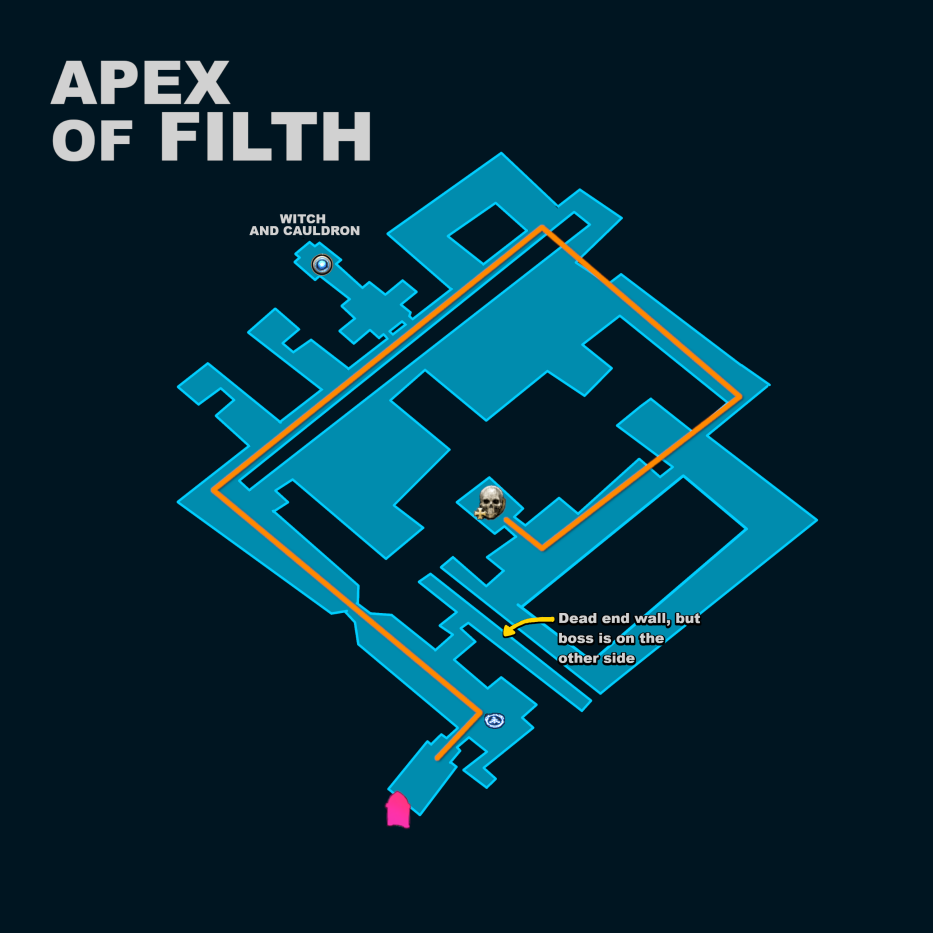 APEX
OF FILTH
WITCH
AND CAULDRON
Dead end wall, but
boss is on the
other side